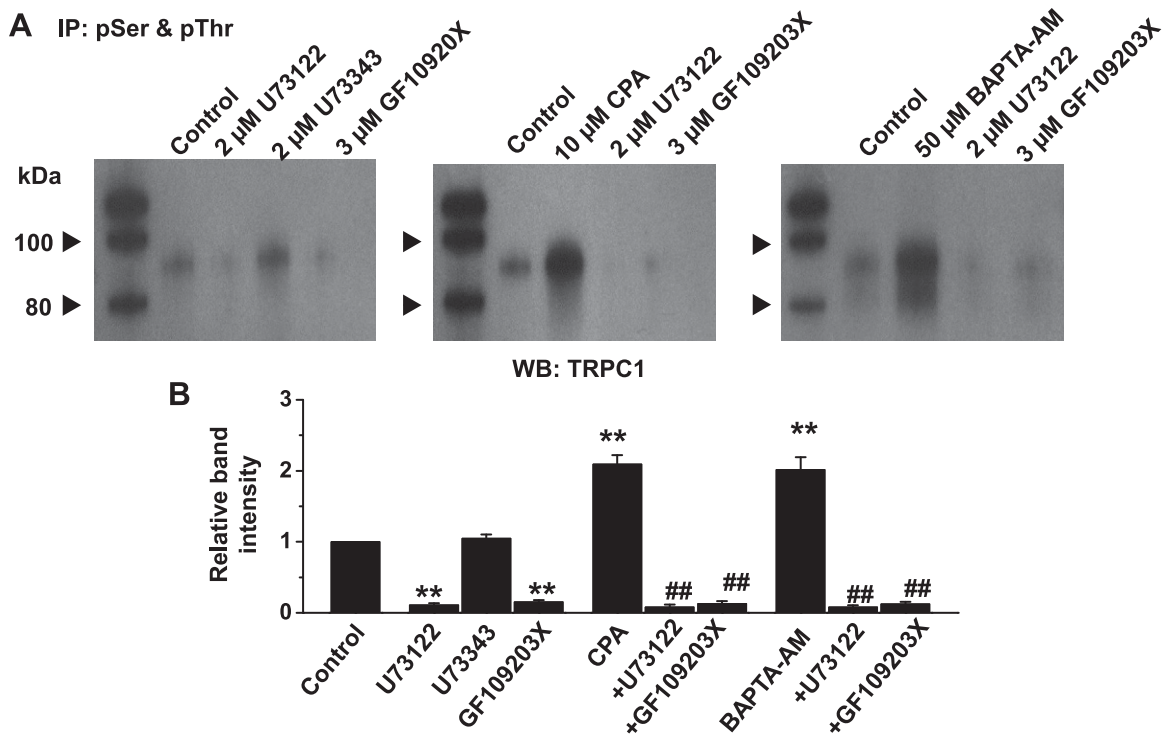 A IP: pSer & pThr
Control
2 µM U73122
2 µM U73343
3 µM GF10920X
Control
10 µM CPA
2 µM U73122
3 µM GF109203X
Control
50 µM BAPTA-AM
2 µM U73122
3 µM GF109203X
kDa
100
80
WB: TRPC1
B
Relative band
intensity
3
2
1
0
**
**
**
##
##
**
##
##
Control
U73122
U73343
GF109203X
CPA
+U73122
+GF109203X
BAPTA-AM
+U73122
+GF109203X